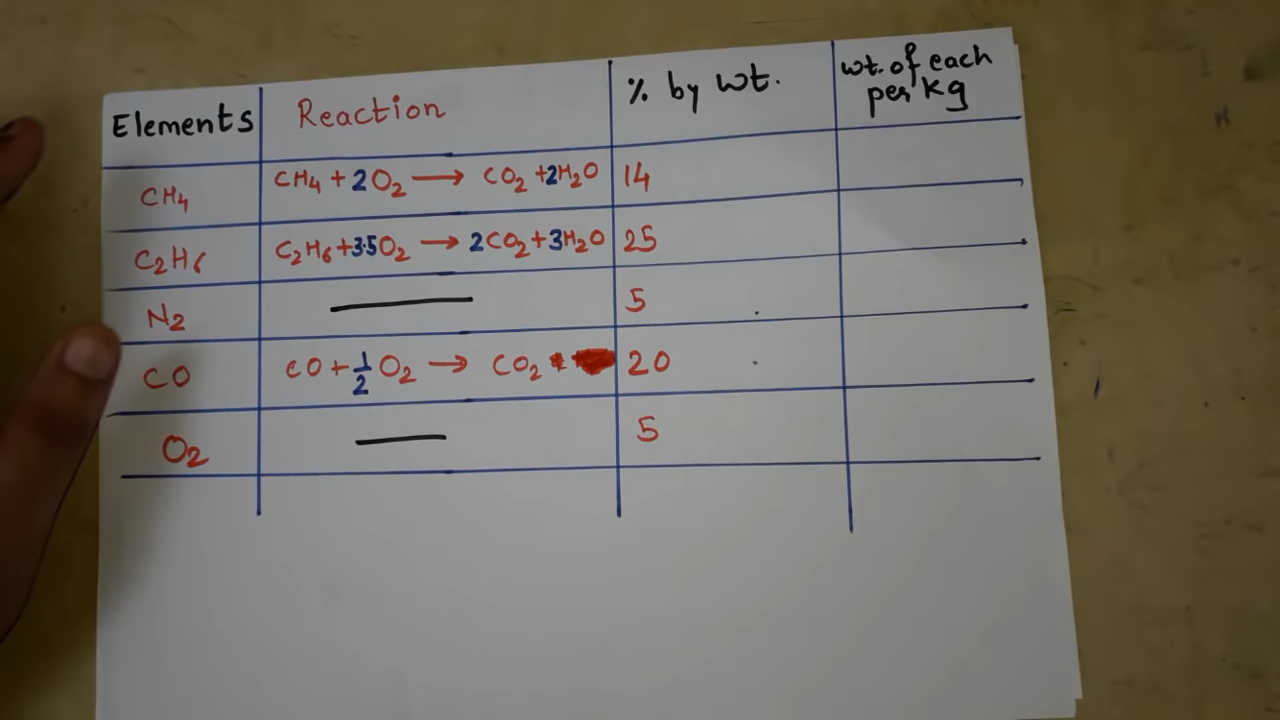 Elements Reaction % by wt. wt. of each per kg
CH4 CH4 + 2O2 → CO2 + 2H2O 14
C2H6 C2H6 + 3.5O2 → 2CO2 + 3H2O 25
N2 5
CO CO + 1/2 O2 → CO2 20
O2 5